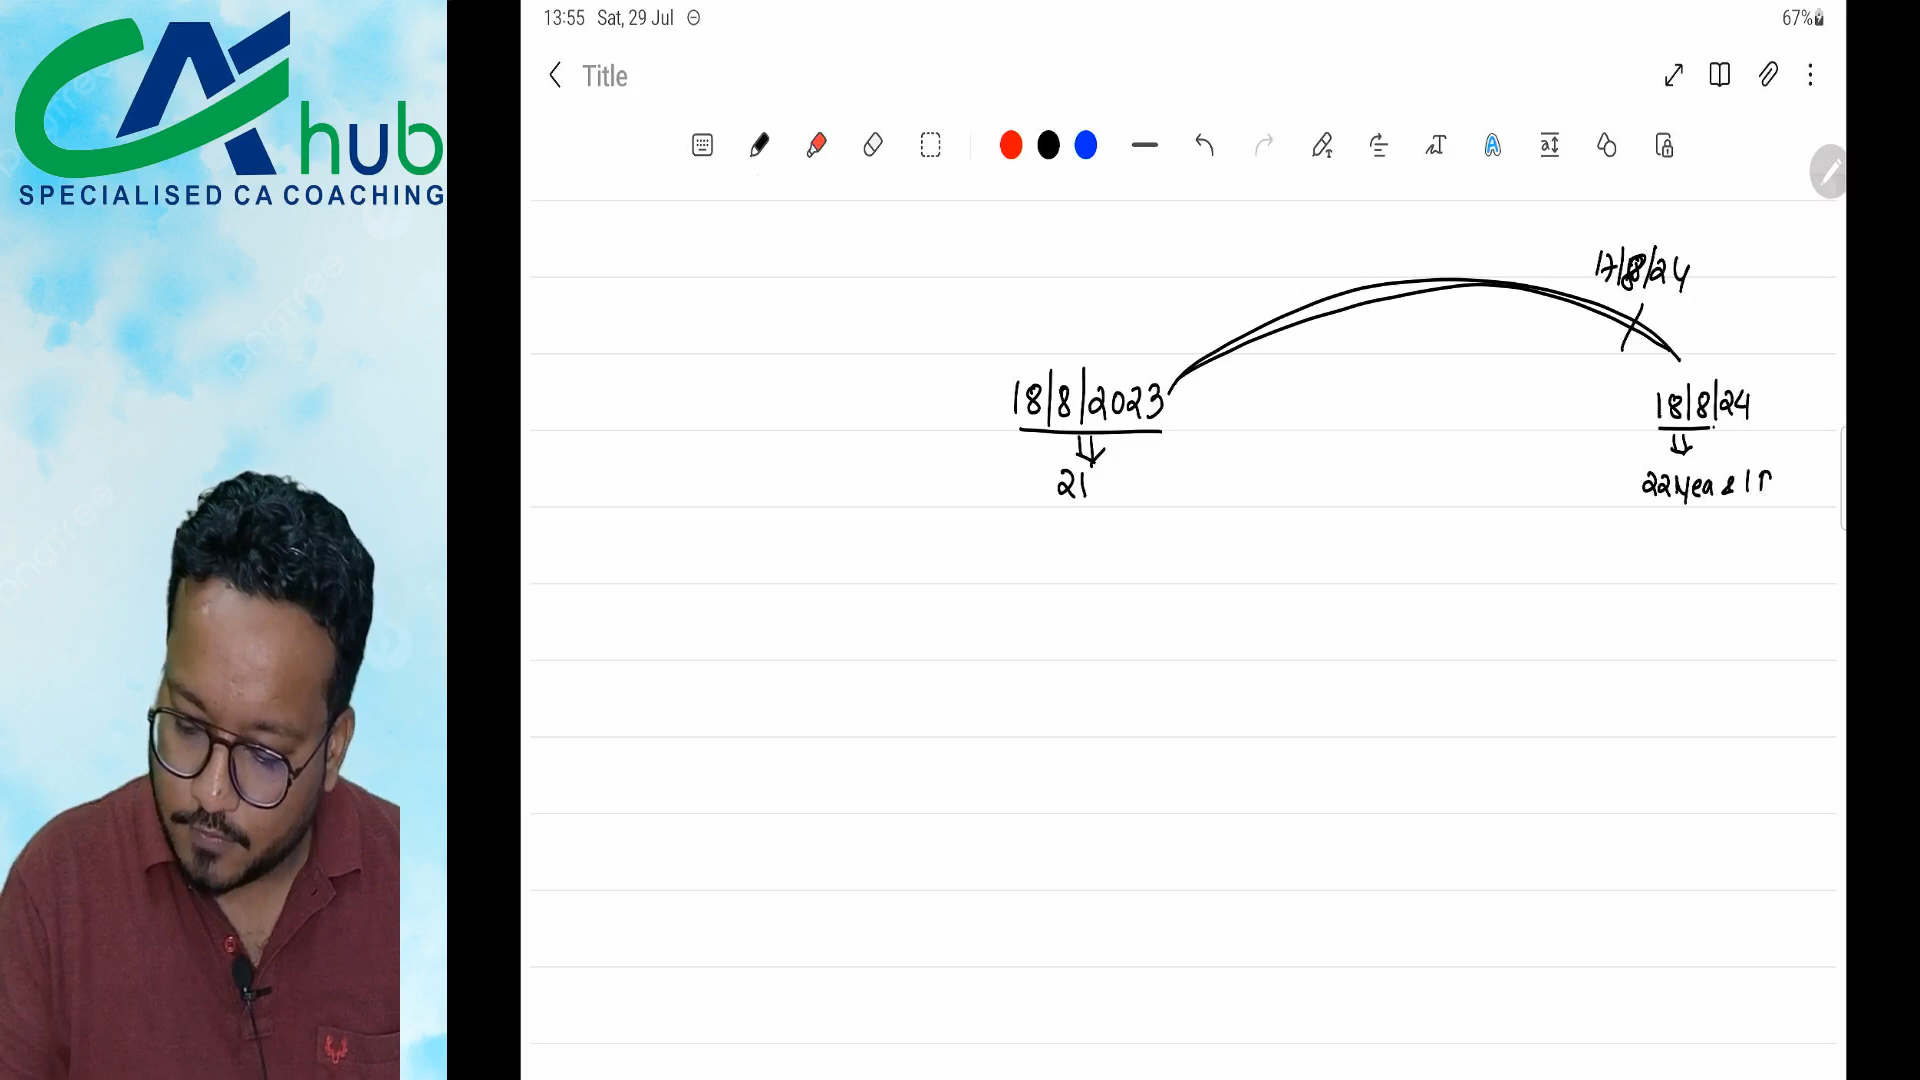 CA hub
SPECIALISED CA COACHING
13:55 Sat, 29 Jul
67%
Title
17/8/24
18/8/2023
18/8/24
21
22 yea & 1